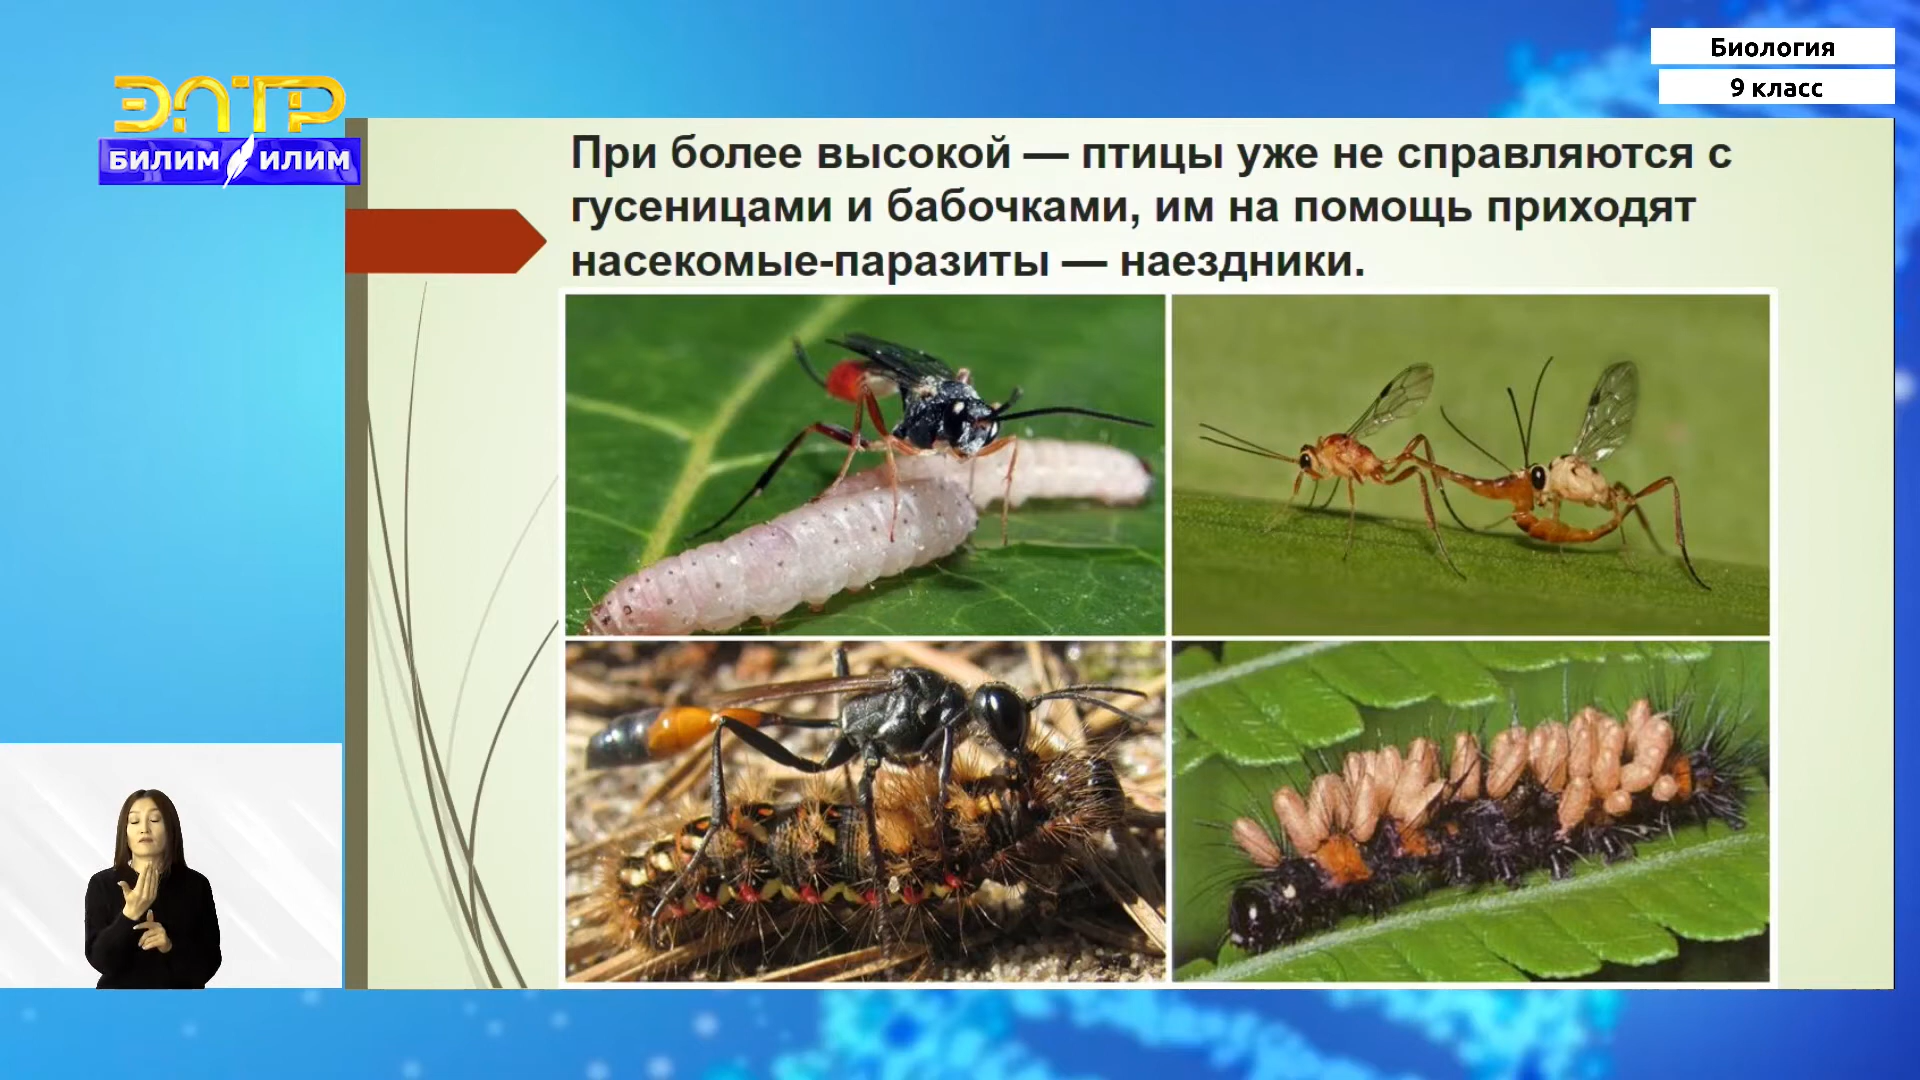 Биология
9 класс
ЭЛТР
БИЛИМ ИЛИМ
При более высокой — птицы уже не справляются с
гусеницами и бабочками, им на помощь приходят
насекомые-паразиты — наездники.